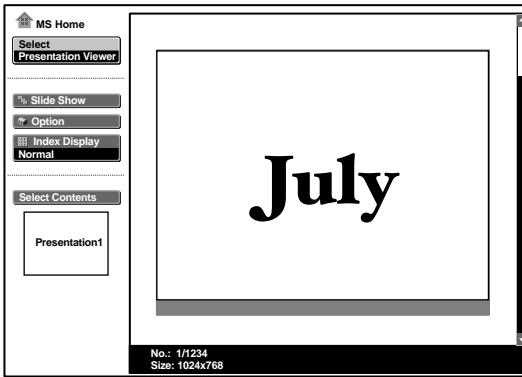 MS Home
Select
Presentation Viewer
Slide Show
Option
Index Display
Normal
Select Contents
Presentation1
July
No.: 1/1234
Size: 1024x768